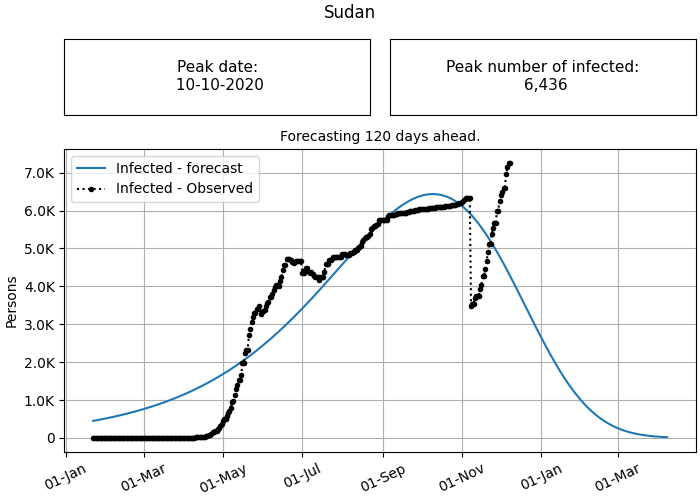 Sudan
Peak date:
10-10-2020
Peak number of infected:
6,436
Forecasting 120 days ahead.
Infected - forecast
Infected - Observed
Persons
7.0K
6.0K
5.0K
4.0K
3.0K
2.0K
1.0K
0
01-Jan
01-Mar
01-May
01-Jul
01-Sep
01-Nov
01-Jan
01-Mar